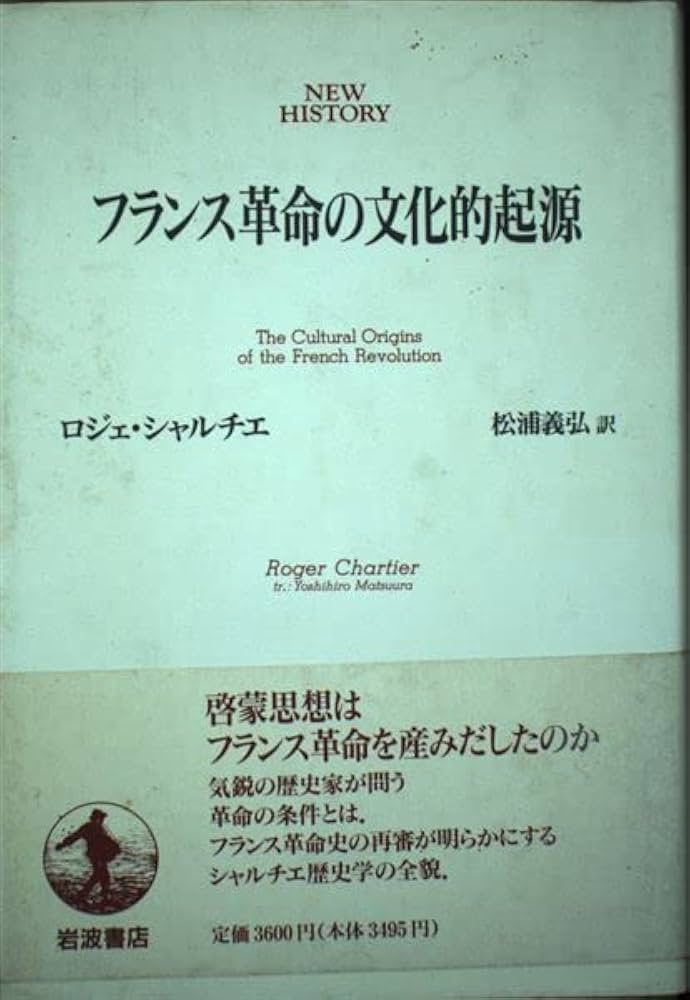 NEW
HISTORY
フランス革命の文化的起源
The Cultural Origins
of the French Revolution
ロジェ・シャルチエ
松浦義弘 訳
Roger Chartier
tr.: Yoshihiro Matsuura
啓蒙思想は
フランス革命を産みだしたのか
気鋭の歴史家が問う
革命の条件とは.
フランス革命史の再審が明らかにする
シャルチエ歴史学の全貌.
岩波書店
定価3600円(本体3495円)